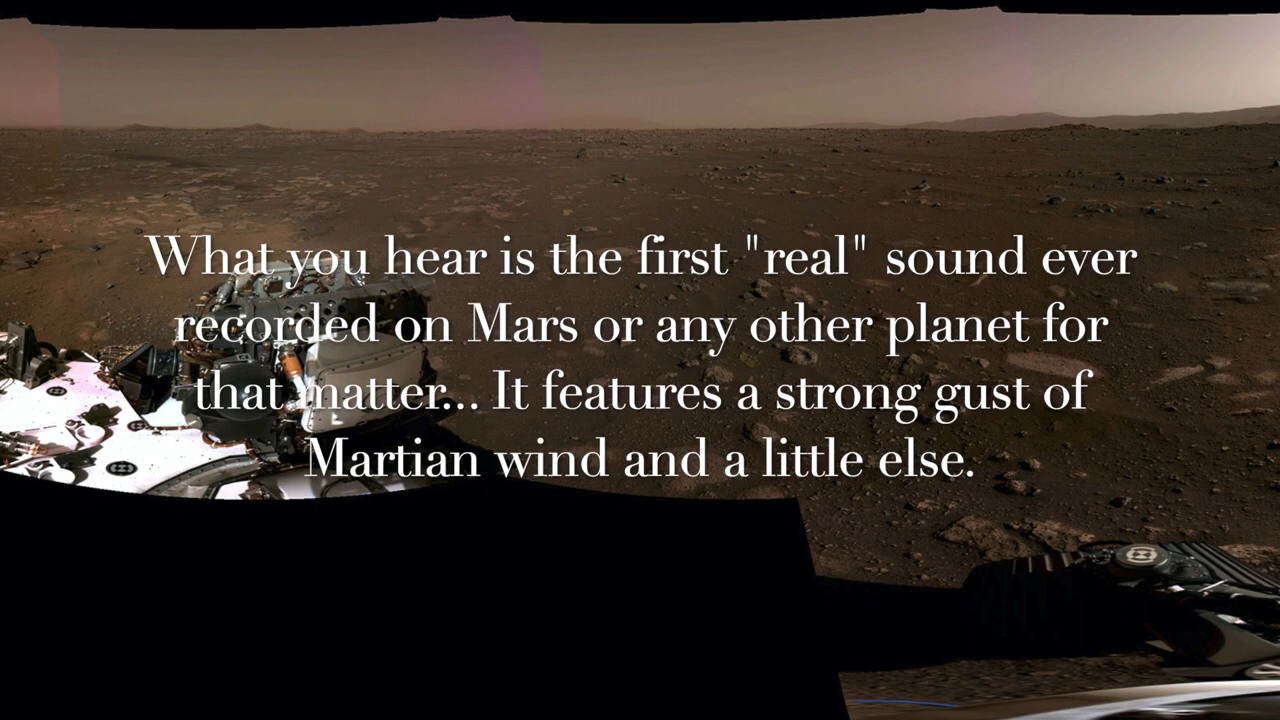 What you hear is the first "real" sound ever
recorded on Mars or any other planet for
that matter... It features a strong gust of
Martian wind and a little else.